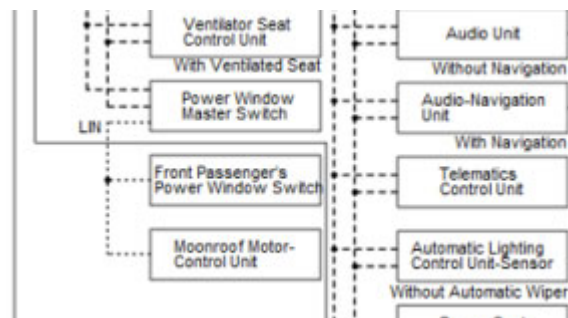 Ventilator Seat
Control Unit
With Ventilated Seat
Power Window
Master Switch
LIN
Front Passenger's
Power Window Switch
Moonroof Motor-
Control Unit
Audio Unit
Without Navigation
Audio-Navigation
Unit
With Navigation
Telematics
Control Unit
Automatic Lighting
Control Unit-Sensor
Without Automatic Wiper